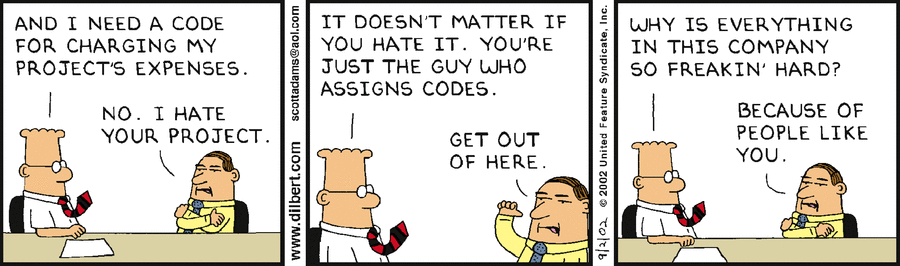 AND I NEED A CODE
FOR CHARGING MY
PROJECT'S EXPENSES.
NO. I HATE
YOUR PROJECT.
www.dilbert.com
scottadams@aol.com
IT DOESN'T MATTER IF
YOU HATE IT. YOU'RE
JUST THE GUY WHO
ASSIGNS CODES.
GET OUT
OF HERE.
9/2/02 © 2002 United Feature Syndicate, Inc.
WHY IS EVERYTHING
IN THIS COMPANY
SO FREAKIN' HARD?
BECAUSE OF
PEOPLE LIKE
YOU.